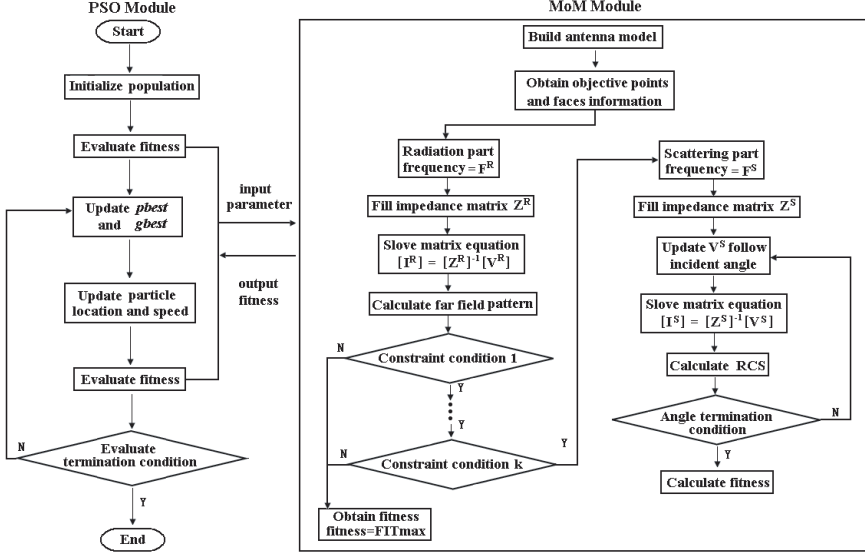 PSO Module
Start
Initialize population
Evaluate fitness
Update pbest
and gbest
Update particle
location and speed
Evaluate fitness
N
Evaluate
termination condition
Y
End
input
parameter
output
fitness
MoM Module
Build antenna model
Obtain objective points
and faces information
Radiation part
frequency = F^R
Fill impedance matrix Z^R
Slove matrix equation
[I^R] = [Z^R]^-1 [V^R]
Calculate far field pattern
N
Constraint condition 1
Y
Y
N
Constraint condition k
Y
Obtain fitness
fitness=FITmax
Scattering part
frequency = F^S
Fill impedance matrix Z^S
Update V^S follow
incident angle
Slove matrix equation
[I^S] = [Z^S]^-1 [V^S]
Calculate RCS
N
Angle termination
condition
Y
Calculate fitness